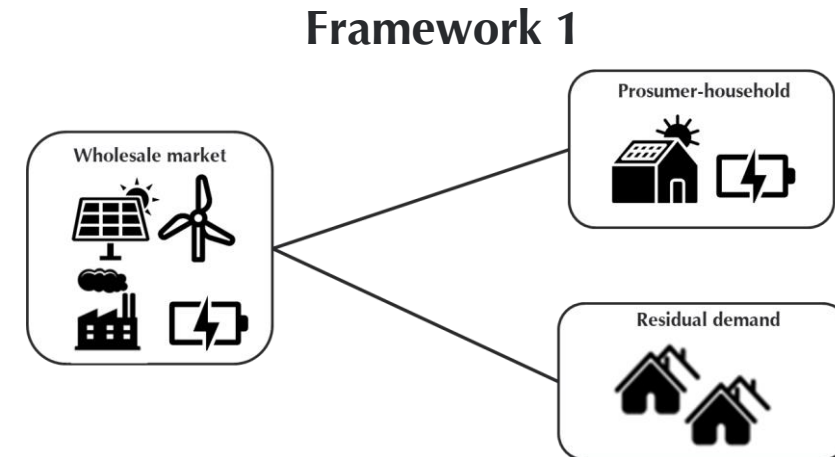 Framework 1
Prosumer-household
Wholesale market
Residual demand